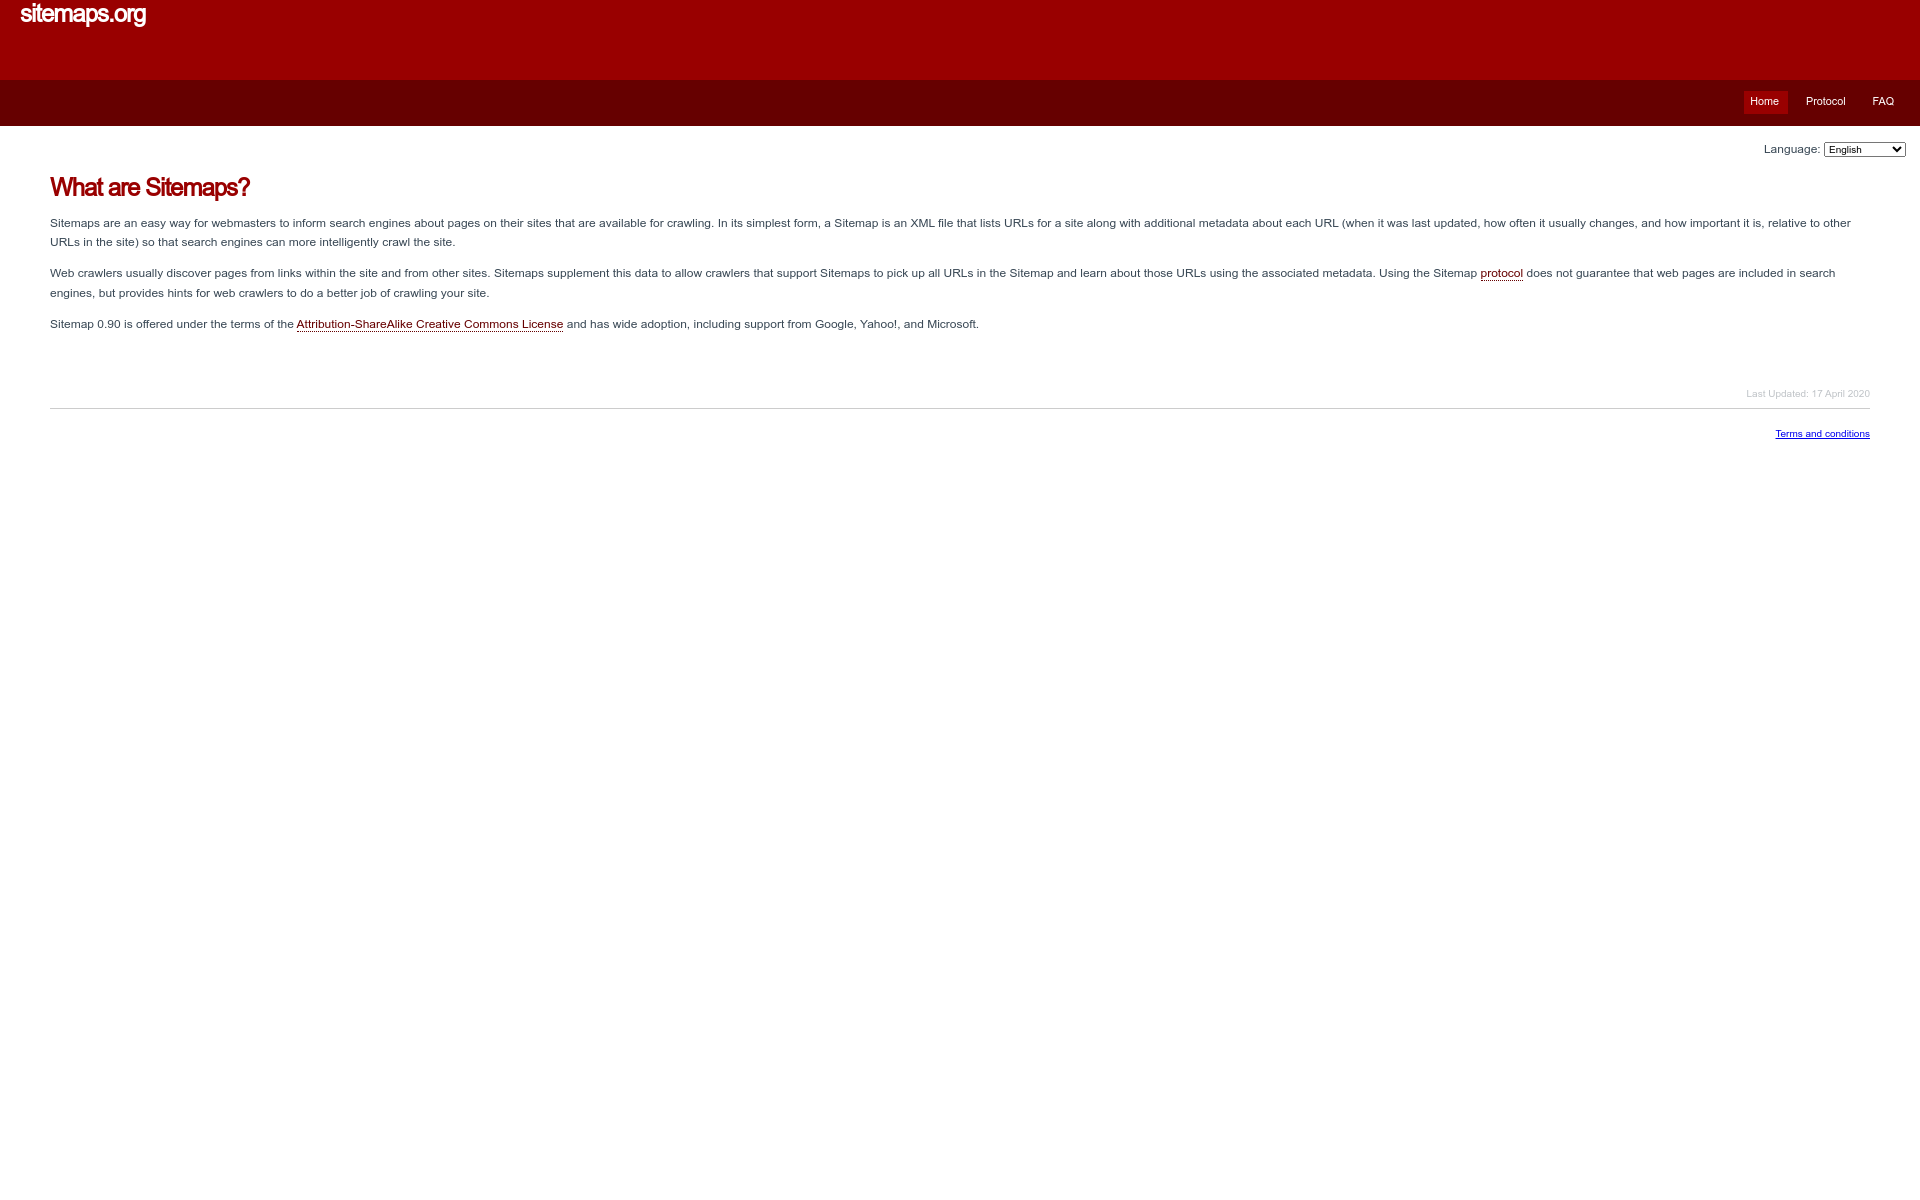 sitemaps.org
Home Protocol FAQ
Language: English
What are Sitemaps?
Sitemaps are an easy way for webmasters to inform search engines about pages on their sites that are available for crawling. In its simplest form, a Sitemap is an XML file that lists URLs for a site along with additional metadata about each URL (when it was last updated, how often it usually changes, and how important it is, relative to other
URLs in the site) so that search engines can more intelligently crawl the site.
Web crawlers usually discover pages from links within the site and from other sites. Sitemaps supplement this data to allow crawlers that support Sitemaps to pick up all URLs in the Sitemap and learn about those URLs using the associated metadata. Using the Sitemap protocol does not guarantee that web pages are included in search
engines, but provides hints for web crawlers to do a better job of crawling your site.
Sitemap 0.90 is offered under the terms of the Attribution-ShareAlike Creative Commons License and has wide adoption, including support from Google, Yahoo!, and Microsoft.
Last Updated: 17 April 2020
Terms and conditions